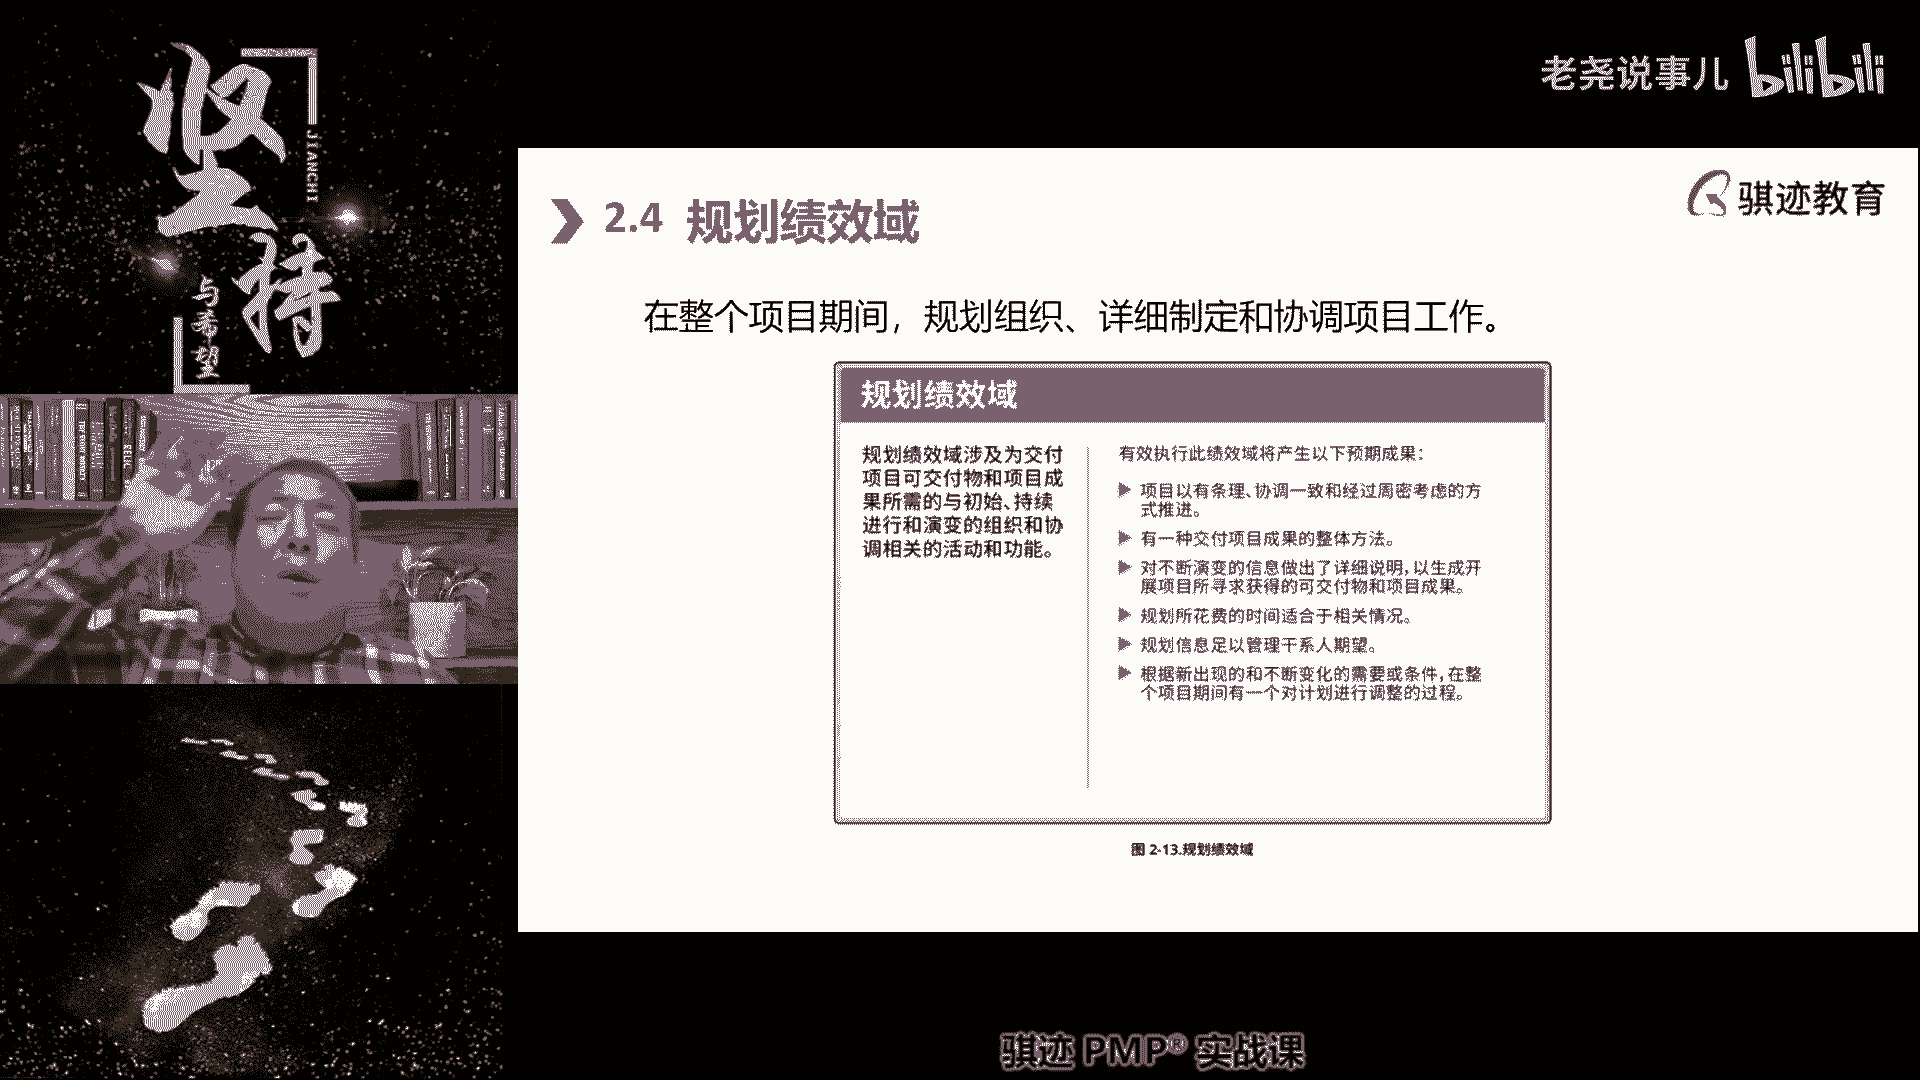 坚持
JIANCHI
与希望
老尧说事儿 bilibili
骐迹教育
2.4 规划绩效域
在整个项目期间，规划组织、详细制定和协调项目工作。
规划绩效域
规划绩效域涉及为交付
项目可交付物和项目成
果所需的与初始、持续
进行和演变的组织和协
调相关的活动和功能。
有效执行此绩效域将产生以下预期成果：
项目以有条理、协调一致和经过周密考虑的方
式推进。
有一种交付项目成果的整体方法。
对不断演变的信息做出了详细说明，以生成开
展项目所寻求获得的可交付物和项目成果。
规划所花费的时间适合于相关情况。
规划信息足以管理干系人期望。
根据新出现的和不断变化的需要或条件，在整
个项目期间有一个对计划进行调整的过程。
图 2-13.规划绩效域
骐迹 PMP® 实战课